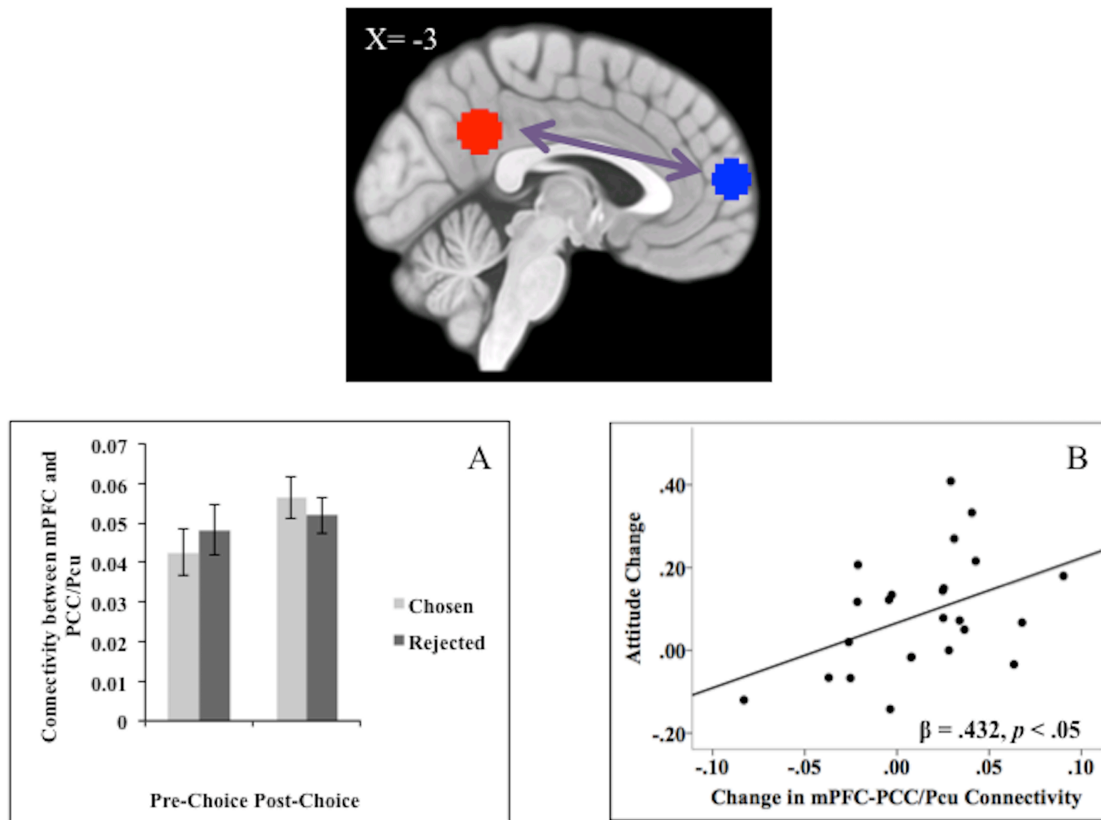 X= -3
A
Connectivity between mPFC and
PCC/Pcu
0.07
0.06
0.05
0.04
0.03
0.02
0.01
0
Chosen
Rejected
Pre-Choice Post-Choice
B
Attitude Change
.40
.20
.00
-.20
β = .432, p < .05
-.10 -.05 .00 .05 .10
Change in mPFC-PCC/Pcu Connectivity